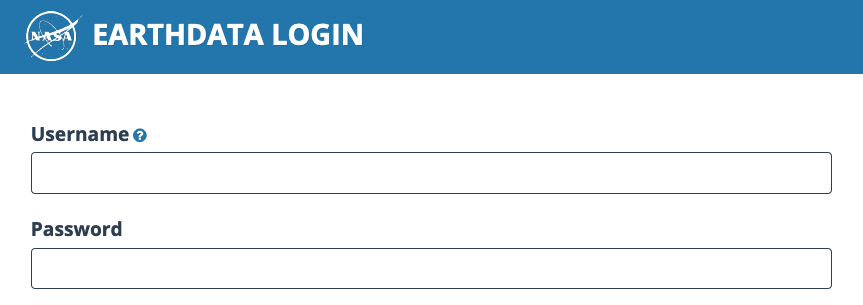 NASA EARTHDATA LOGIN
Username ?
Password